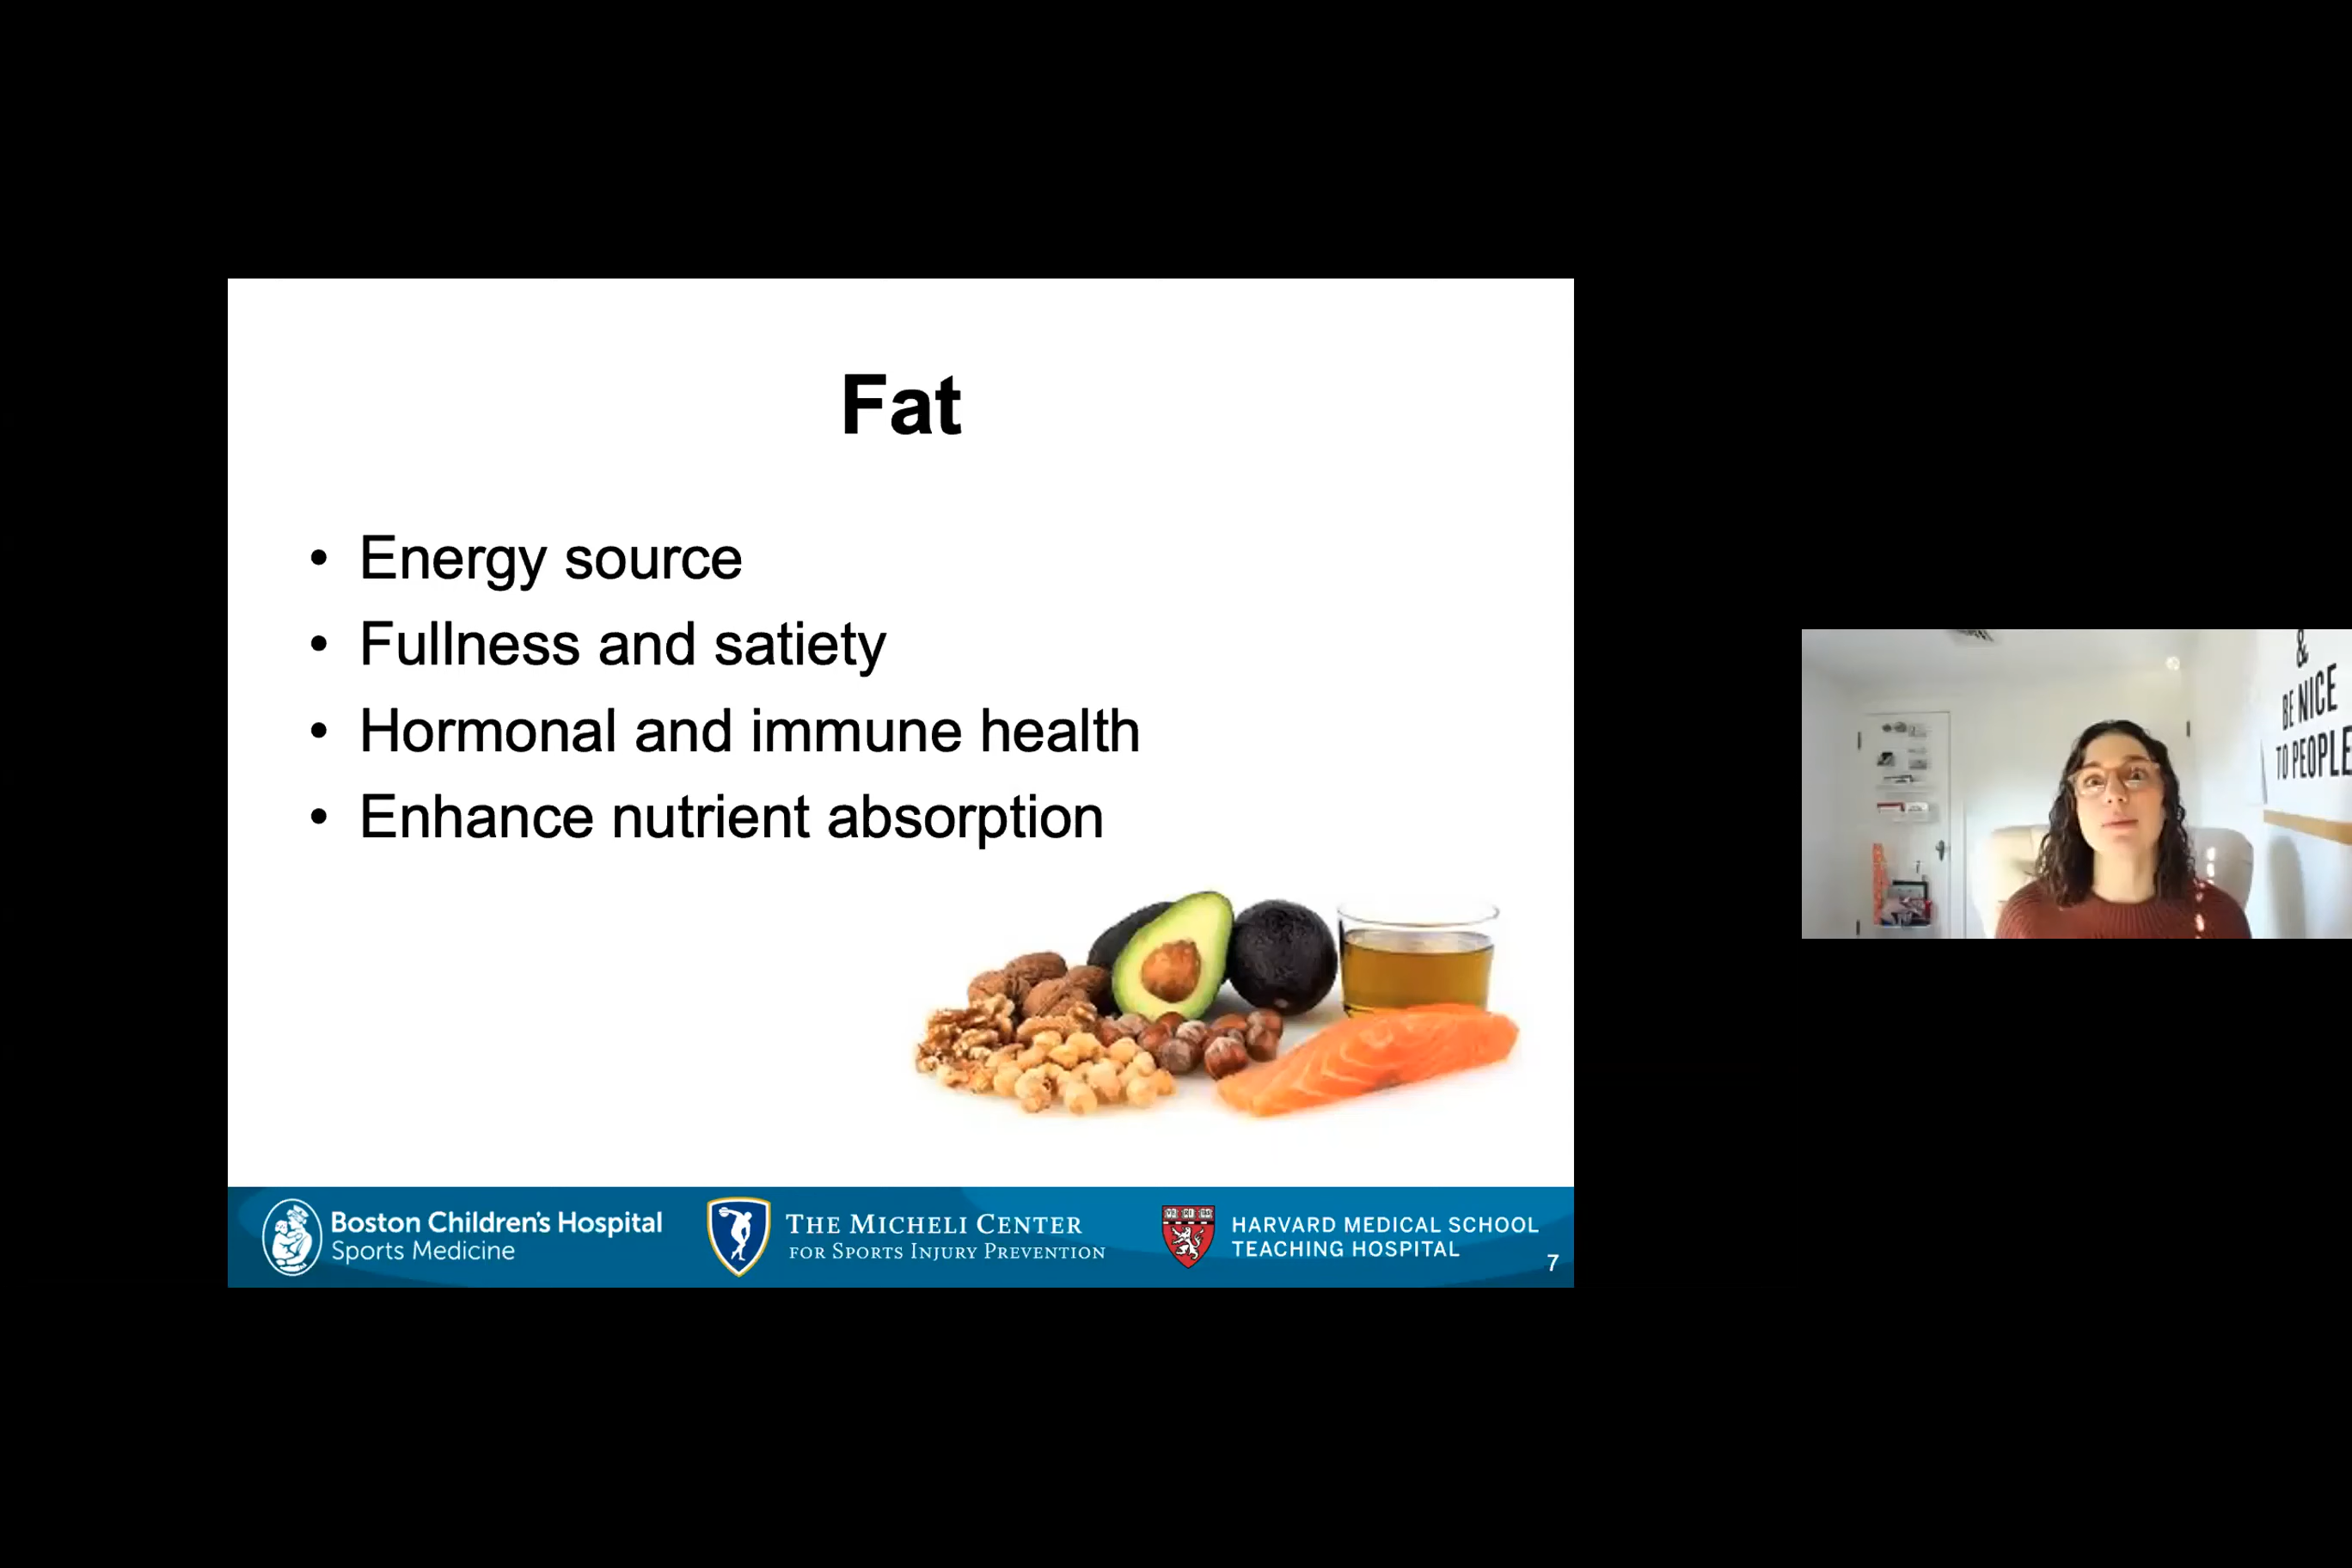 Fat
• Energy source
• Fullness and satiety
• Hormonal and immune health
• Enhance nutrient absorption
Boston Children's Hospital
Sports Medicine
THE MICHELI CENTER
FOR SPORTS INJURY PREVENTION
HARVARD MEDICAL SCHOOL
TEACHING HOSPITAL
7
&
BE NICE
TO PEOPLE